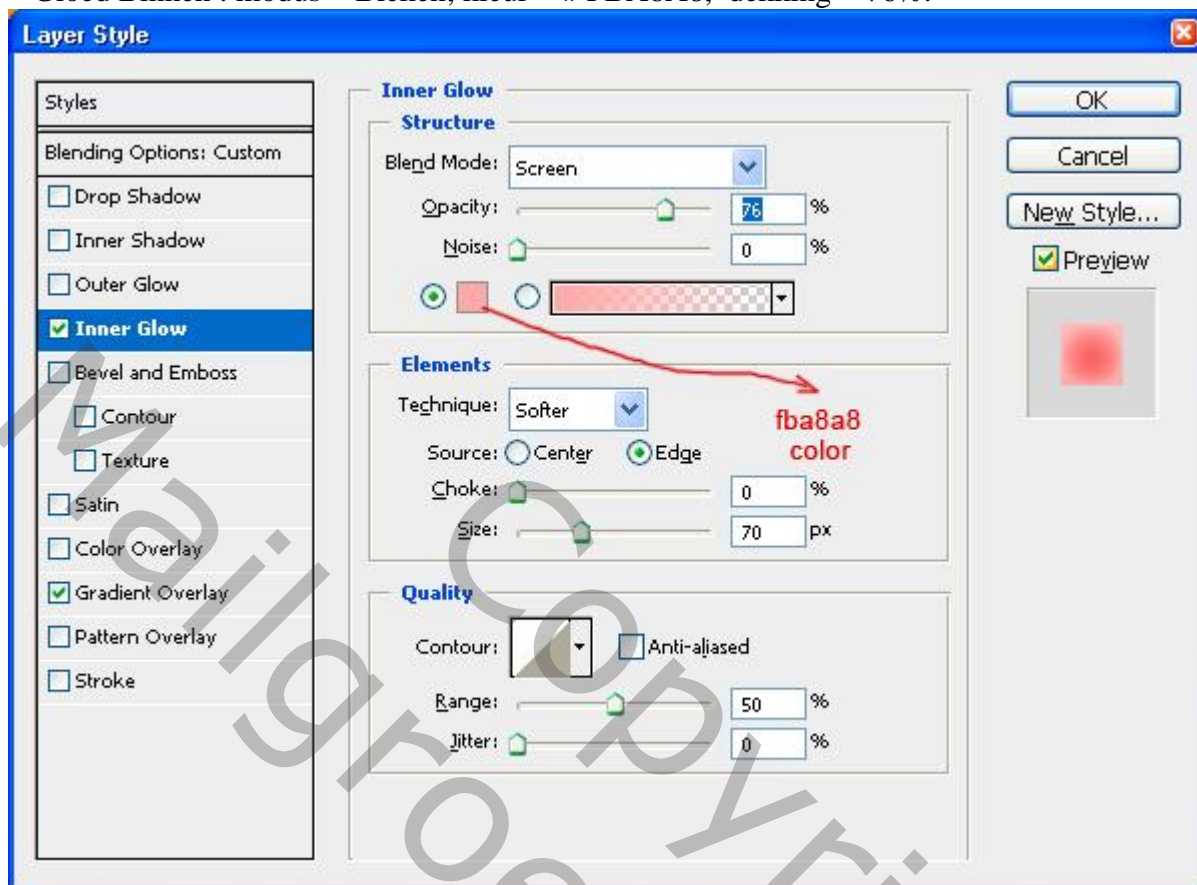 Layer Style
Styles
Blending Options: Custom
Drop Shadow
Inner Shadow
Outer Glow
Inner Glow
Bevel and Emboss
Contour
Texture
Satin
Color Overlay
Gradient Overlay
Pattern Overlay
Stroke
Inner Glow
Structure
Blend Mode: Screen
Opacity: 76 %
Noise: 0 %
Elements
Technique: Softer
Source: Center Edge
Choke: 0 %
Size: 70 px
fba8a8
color
Quality
Contour: Anti-aliased
Range: 50 %
Jitter: 0 %
OK
Cancel
New Style...
Preview